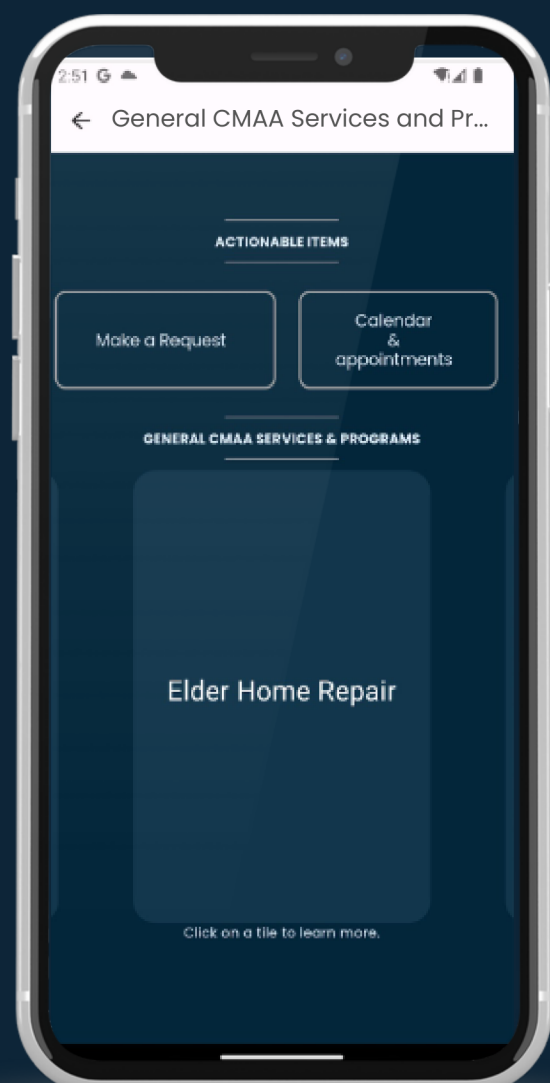 2:51 G
General CMAA Services and Pr...
ACTIONABLE ITEMS
Make a Request
Calendar
&
appointments
GENERAL CMAA SERVICES & PROGRAMS
Elder Home Repair
Click on a tile to learn more.